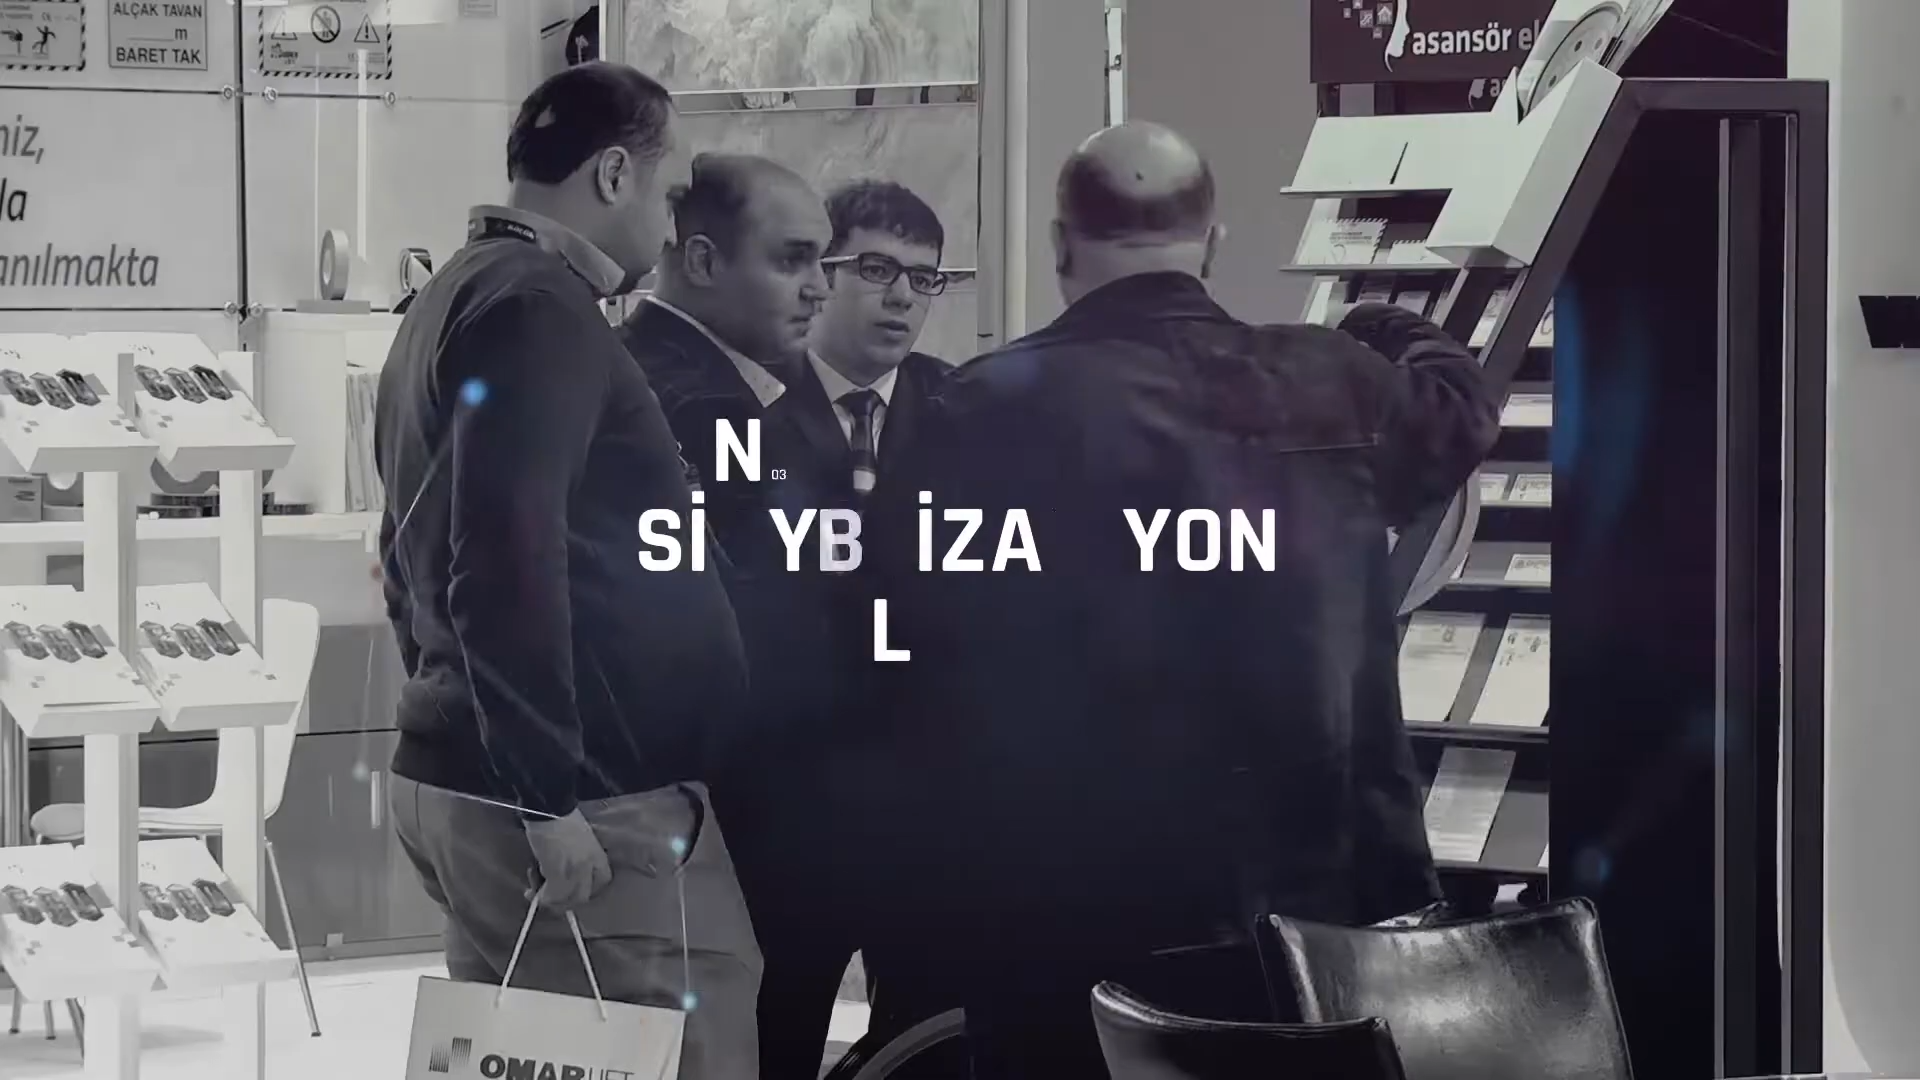 ALÇAK TAVAN
m
BARET TAK
niz,
la
anılmakta
asansör el
N
03
Sİ YB İZA YON
L
OMARLIFT